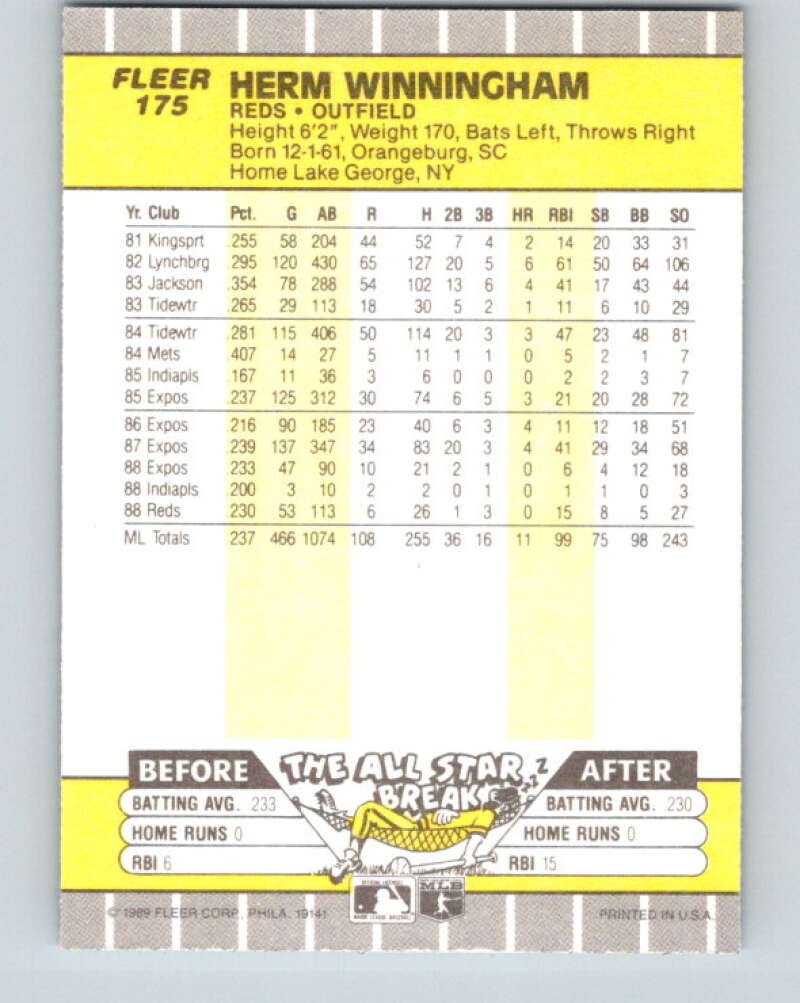 FLEER
175
HERM WINNINGHAM
REDS • OUTFIELD
Height 6'2", Weight 170, Bats Left, Throws Right
Born 12-1-61, Orangeburg, SC
Home Lake George, NY
Yr. Club Pct. G AB R H 2B 3B HR RBI SB BB SO
81 Kingsprt .255 58 204 44 52 7 4 2 14 20 33 31
82 Lynchbrg .295 120 430 65 127 20 5 6 61 50 64 106
83 Jackson .354 78 288 54 102 13 6 4 41 17 43 44
83 Tidewtr .265 29 113 18 30 5 2 1 11 6 10 29
84 Tidewtr .281 115 406 50 114 20 3 3 47 23 48 81
84 Mets .407 14 27 5 11 1 1 0 5 2 1 7
85 Indiapls .167 11 36 3 6 0 0 0 2 2 3 7
85 Expos .237 125 312 30 74 6 5 3 21 20 28 72
86 Expos .216 90 185 23 40 6 3 4 11 12 18 51
87 Expos .239 137 347 34 83 20 3 4 41 29 34 68
88 Expos .233 47 90 10 21 2 1 0 6 4 12 18
88 Indiapls .200 3 10 2 2 0 1 0 1 1 0 3
88 Reds .230 53 113 6 26 1 3 0 15 8 5 27
ML Totals .237 466 1074 108 255 36 16 11 99 75 98 243
BEFORE THE ALL STAR BREAK AFTER
ZZZZ
BATTING AVG. .233 BATTING AVG. .230
HOME RUNS 0 HOME RUNS 0
RBI 6 RBI 15
© 1989 FLEER CORP., PHILA. 19141 MLB PRINTED IN U.S.A.